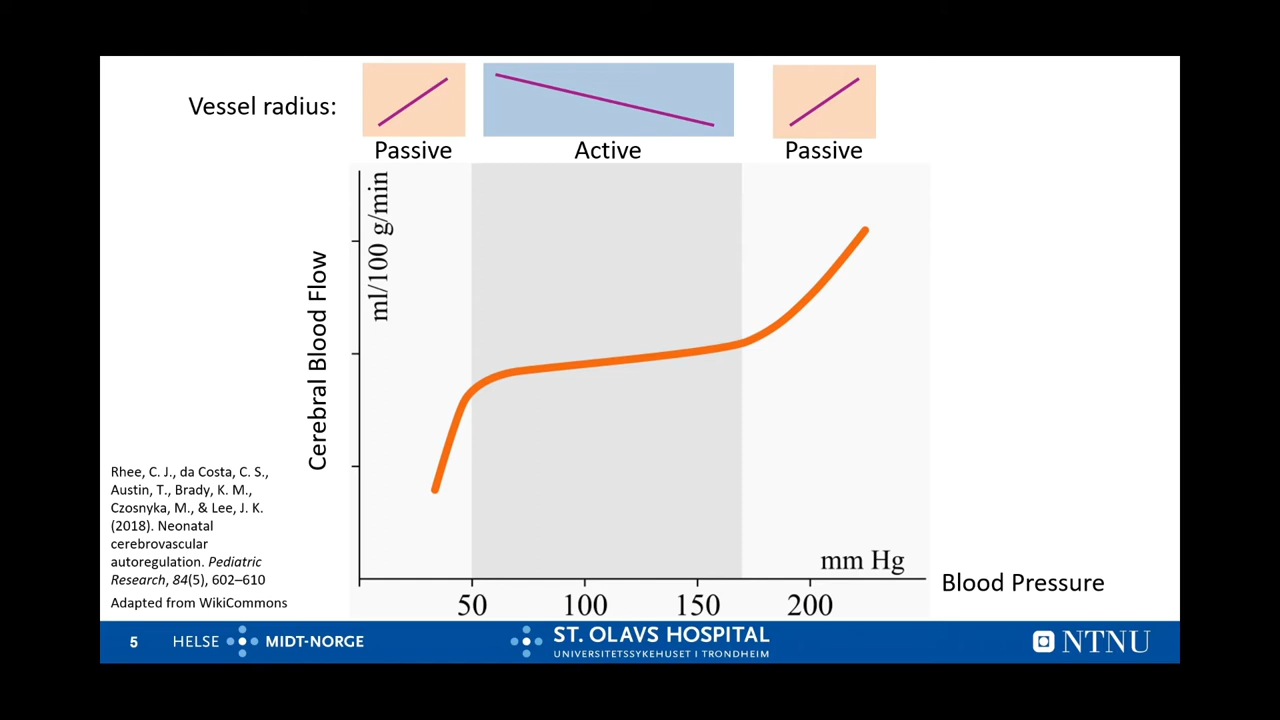 Vessel radius:
Passive
Active
Passive
ml/100 g/min
Cerebral Blood Flow
Rhee, C. J., da Costa, C. S.,
Austin, T., Brady, K. M.,
Czosnyka, M., & Lee, J. K.
(2018). Neonatal
cerebrovascular
autoregulation. Pediatric
Research, 84(5), 602–610
Adapted from WikiCommons
mm Hg
Blood Pressure
50 100 150 200
5 HELSE MIDT-NORGE
ST. OLAVS HOSPITAL
UNIVERSITETSSYKEHUSET I TRONDHEIM
NTNU